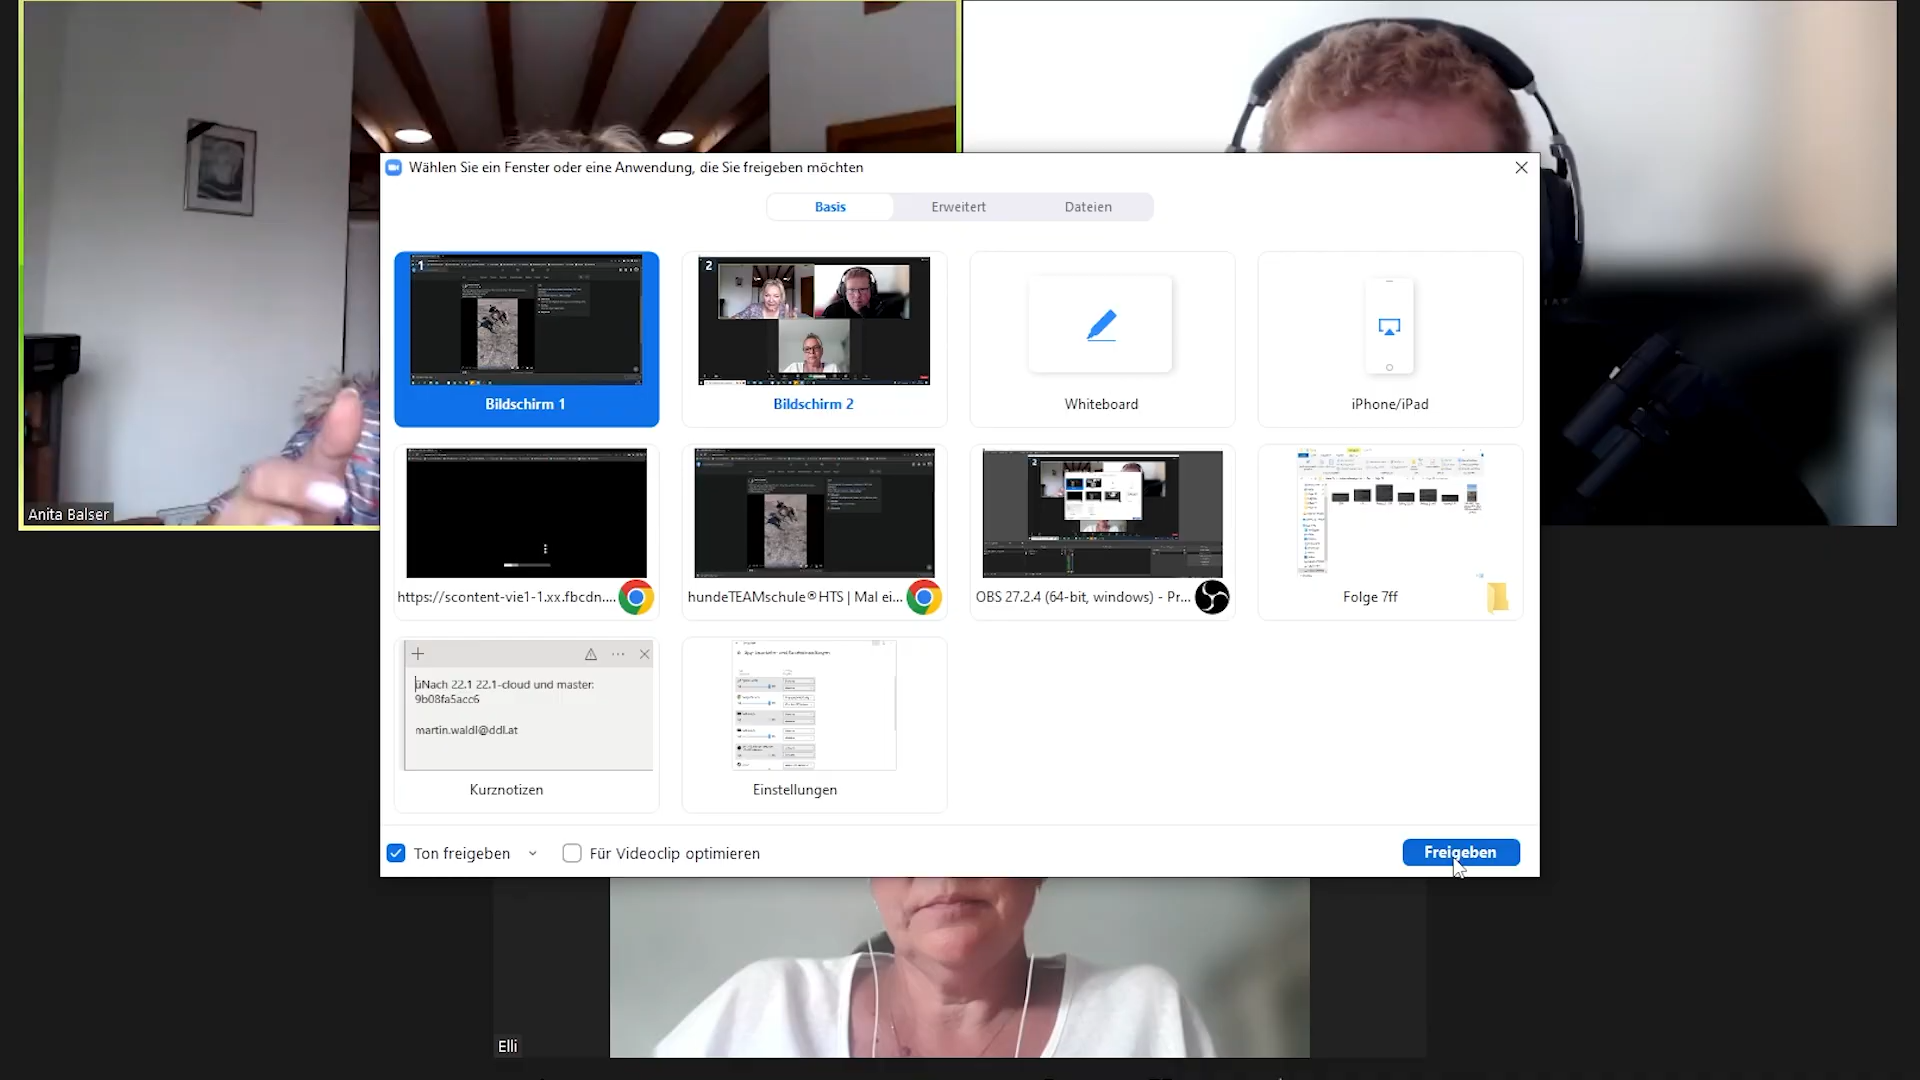 Wählen Sie ein Fenster oder eine Anwendung, die Sie freigeben möchten
Basis
Erweitert
Dateien
1
Bildschirm 1
2
Bildschirm 2
Whiteboard
iPhone/iPad
https://scontent-vie1-1.xx.fbcdn....
hundeTEAMschule®HTS | Mal ei...
OBS 27.2.4 (64-bit, windows) - Pr...
Folge 7ff
üNach 22.1 22.1-cloud und master:
9b08fa5acc6
martin.waldl@ddl.at
Kurznotizen
Einstellungen
Ton freigeben
Für Videoclip optimieren
Freigeben
Anita Balser
Elli